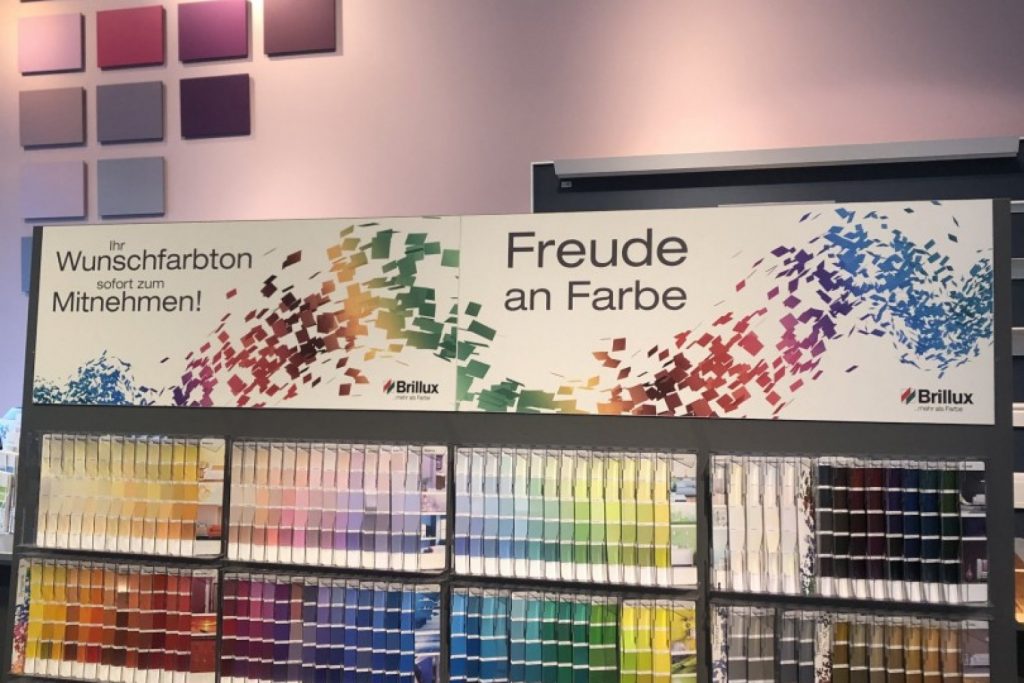 Ihr
Wunschfarbton
sofort zum
Mitnehmen!
Brillux
..mehr als Farbe
Freude
an Farbe
Brillux
..mehr als Farbe